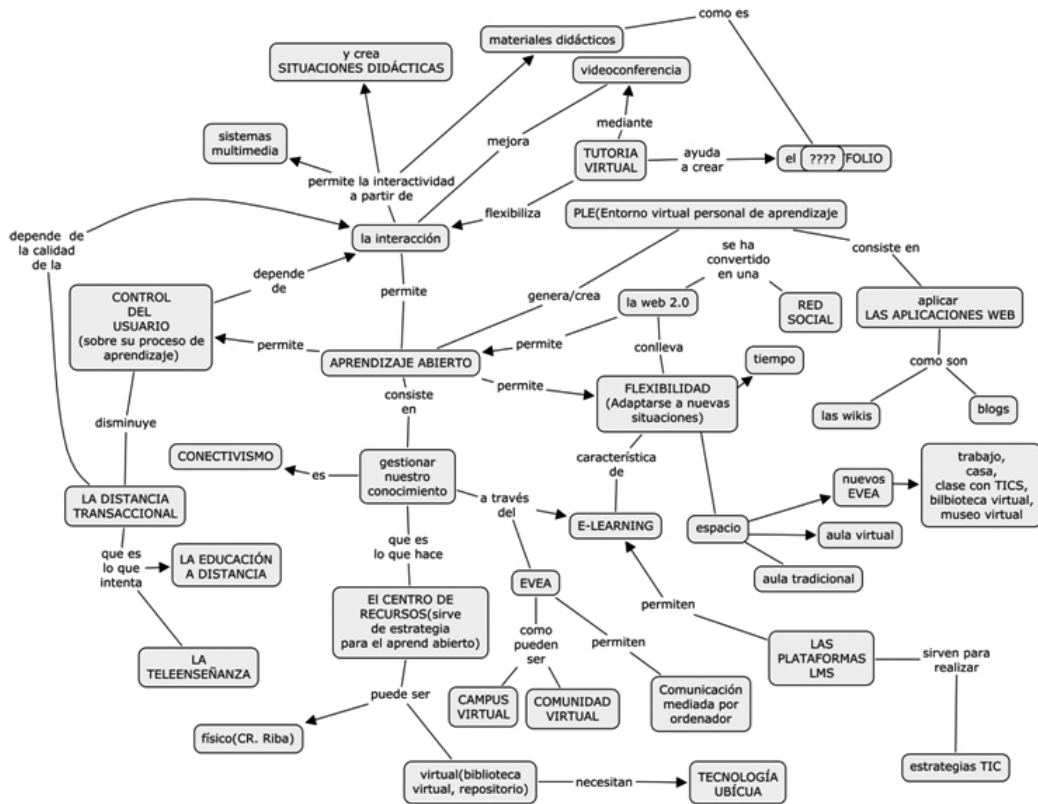 como es
materiales didácticos
y crea
SITUACIONES DIDÁCTICAS
videoconferencia
mediante
sistemas
multimedia
mejora
TUTORIA
VIRTUAL
ayuda
a crear
el ???? FOLIO
permite la interactividad
a partir de
flexibiliza
PLE(Entorno virtual personal de aprendizaje
depende de
la calidad
de la
la interacción
se ha
convertido
en una
consiste en
depende
de
permite
genera/crea
la web 2.0
RED
SOCIAL
aplicar
LAS APLICACIONES WEB
CONTROL
DEL
USUARIO
(sobre su proceso de
aprendizaje)
permite
APRENDIZAJE ABIERTO
permite
conlleva
tiempo
como son
permite
FLEXIBILIDAD
(Adaptarse a nuevas
situaciones)
las wikis
blogs
disminuye
consiste
en
CONECTIVISMO
es
gestionar
nuestro
conocimiento
característica
de
nuevos
EVEA
trabajo,
casa,
clase con TICS,
bilbioteca virtual,
museo virtual
LA DISTANCIA
TRANSACCIONAL
a través
del
E-LEARNING
espacio
aula virtual
que es
lo que
intenta
LA EDUCACIÓN
A DISTANCIA
que es
lo que hace
EVEA
aula tradicional
El CENTRO DE
RECURSOS(sirve
de estrategia
para el aprend abierto)
como
pueden
ser
permiten
permiten
LA
TELEENSEÑANZA
LAS
PLATAFORMAS
LMS
sirven para
realizar
puede ser
CAMPUS
VIRTUAL
COMUNIDAD
VIRTUAL
Comunicación
mediada por
ordenador
físico(CR. Riba)
estrategias TIC
virtual(biblioteca
virtual, repositorio)
necesitan
TECNOLOGÍA
UBÍCUA